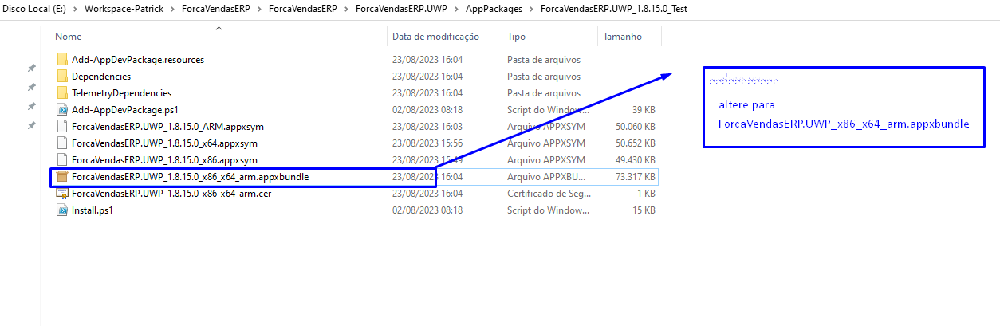 Disco Local (E:) > Workspace-Patrick > ForcaVendasERP > ForcaVendasERP > ForcaVendasERP.UWP > AppPackages > ForcaVendasERP.UWP_1.8.15.0_Test
Nome Data de modificação Tipo Tamanho
Add-AppDevPackage.resources 23/08/2023 16:04 Pasta de arquivos
Dependencies 23/08/2023 16:04 Pasta de arquivos
TelemetryDependencies 23/08/2023 16:04 Pasta de arquivos
Add-AppDevPackage.ps1 02/08/2023 08:18 Script do Window... 39 KB
ForcaVendasERP.UWP_1.8.15.0_ARM.appxsym 23/08/2023 16:03 Arquivo APPXSYM 50.060 KB
ForcaVendasERP.UWP_1.8.15.0_x64.appxsym 23/08/2023 15:56 Arquivo APPXSYM 50.652 KB
ForcaVendasERP.UWP_1.8.15.0_x86.appxsym 23/08/2023 15:49 Arquivo APPXSYM 49.430 KB
ForcaVendasERP.UWP_1.8.15.0_x86_x64_arm.appxbundle 23/08/2023 16:04 Arquivo APPXBU... 73.317 KB
ForcaVendasERP.UWP_1.8.15.0_x86_x64_arm.cer 23/08/2023 16:04 Certificado de Seg... 1 KB
Install.ps1 02/08/2023 08:18 Script do Window... 15 KB
altere para
ForcaVendasERP.UWP_x86_x64_arm.appxbundle